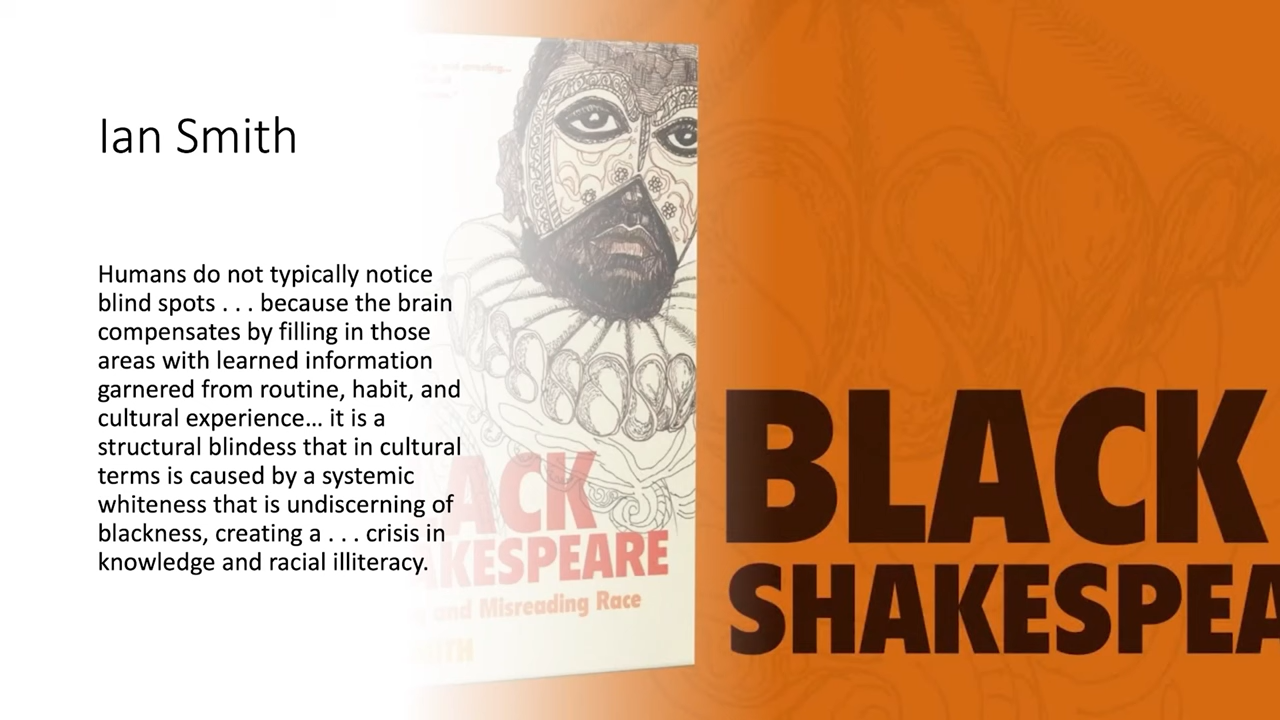 Ian Smith
Humans do not typically notice
blind spots . . . because the brain
compensates by filling in those
areas with learned information
garnered from routine, habit, and
cultural experience... it is a
structural blindess that in cultural
terms is caused by a systemic
whiteness that is undiscerning of
blackness, creating a . . . crisis in
knowledge and racial illiteracy.
ACK
AKESPEARE
and Misreading Race
MITH
BLACK
SHAKESPEA